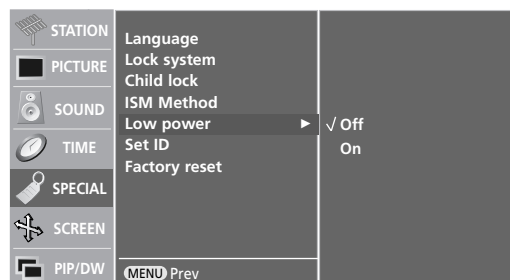 STATION
PICTURE
SOUND
TIME
SPECIAL
SCREEN
PIP/DW
Language
Lock system
Child lock
ISM Method
Low power ► √ Off
On
Set ID
Factory reset
MENU Prev